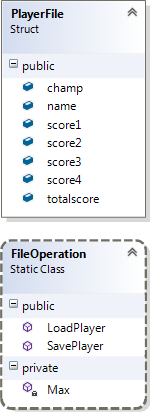 PlayerFile
Struct
public
champ
name
score1
score2
score3
score4
totalscore
FileOperation
Static Class
public
LoadPlayer
SavePlayer
private
Max